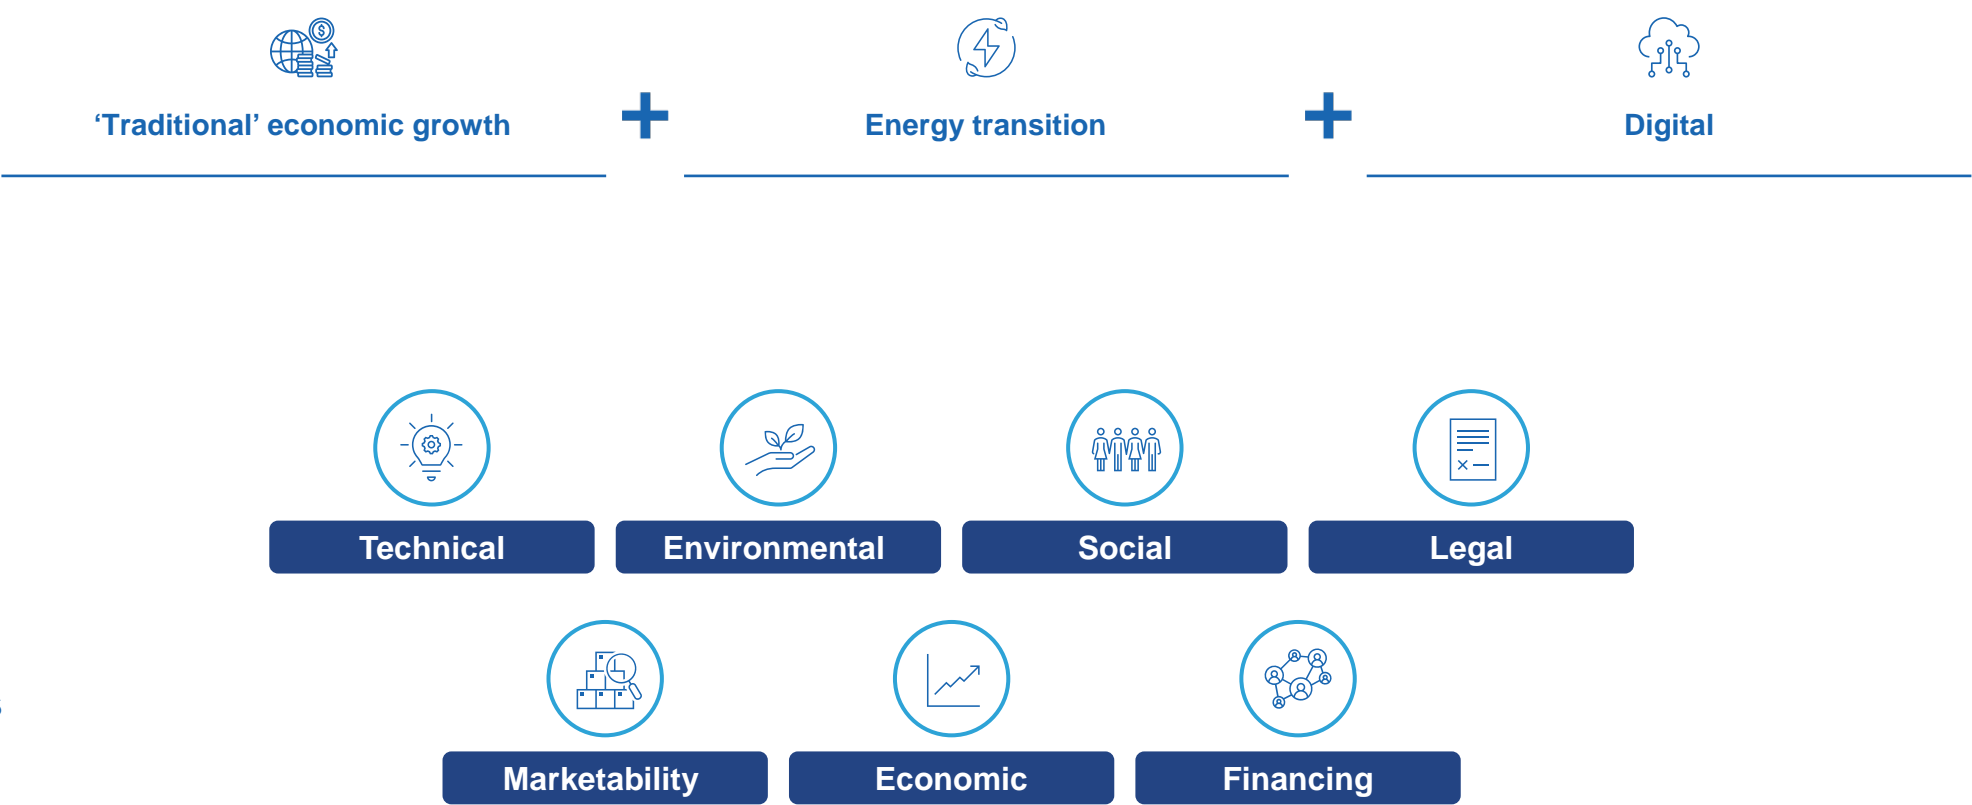 ‘Traditional’ economic growth
Energy transition
Digital
Technical
Environmental
Social
Legal
Marketability
Economic
Financing